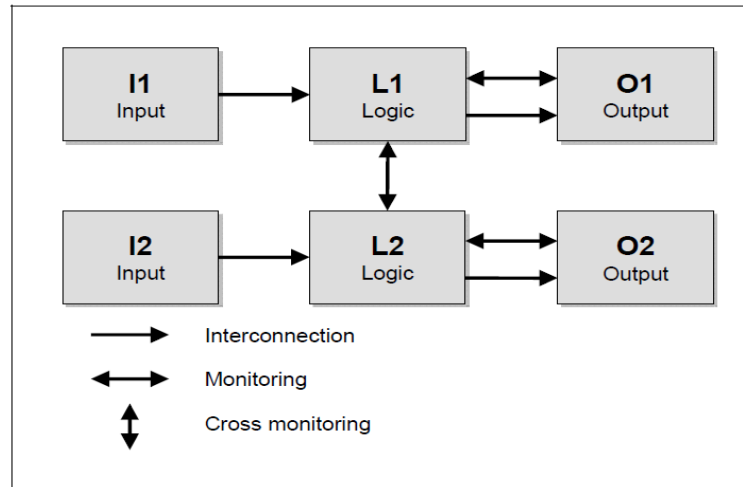 I1
Input
L1
Logic
O1
Output
I2
Input
L2
Logic
O2
Output
Interconnection
Monitoring
Cross monitoring